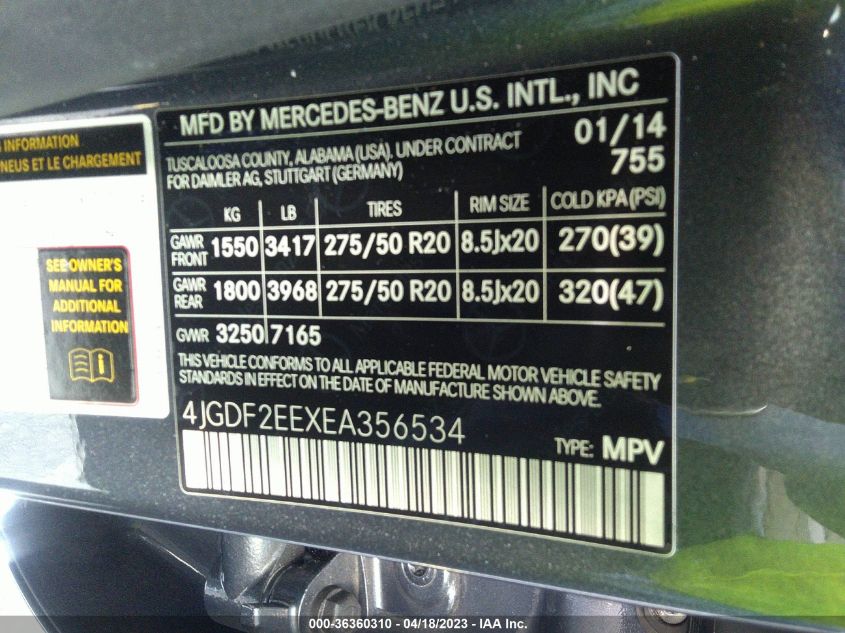 MFD BY MERCEDES-BENZ U.S. INTL., INC
01/14
TUSCALOOSA COUNTY, ALABAMA (USA). UNDER CONTRACT
FOR DAIMLER AG, STUTTGART (GERMANY)
755
KG LB TIRES RIM SIZE COLD KPA (PSI)
GAWR FRONT 1550 3417 275/50 R20 8.5Jx20 270(39)
GAWR REAR 1800 3968 275/50 R20 8.5Jx20 320(47)
GVWR 3250 7165
THIS VEHICLE CONFORMS TO ALL APPLICABLE FEDERAL MOTOR VEHICLE SAFETY
STANDARDS IN EFFECT ON THE DATE OF MANUFACTURE SHOWN ABOVE.
4JGDF2EEXEA356534
TYPE: MPV
INFORMATION
PNEUS ET LE CHARGEMENT
SEE OWNER'S
MANUAL FOR
ADDITIONAL
INFORMATION
000-36360310 - 04/18/2023 - IAA Inc.